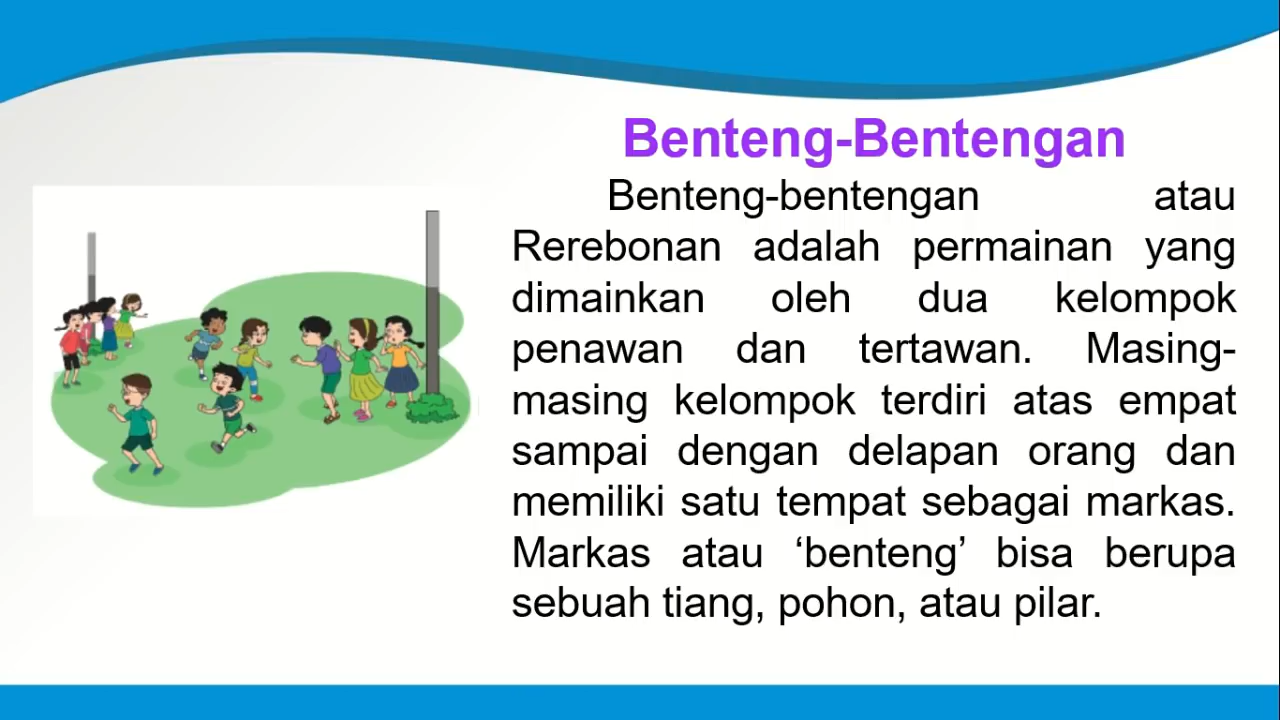 Benteng-Bentengan
Benteng-bentengan atau
Rerebonan adalah permainan yang
dimainkan oleh dua kelompok
penawan dan tertawan. Masing-
masing kelompok terdiri atas empat
sampai dengan delapan orang dan
memiliki satu tempat sebagai markas.
Markas atau ‘benteng’ bisa berupa
sebuah tiang, pohon, atau pilar.